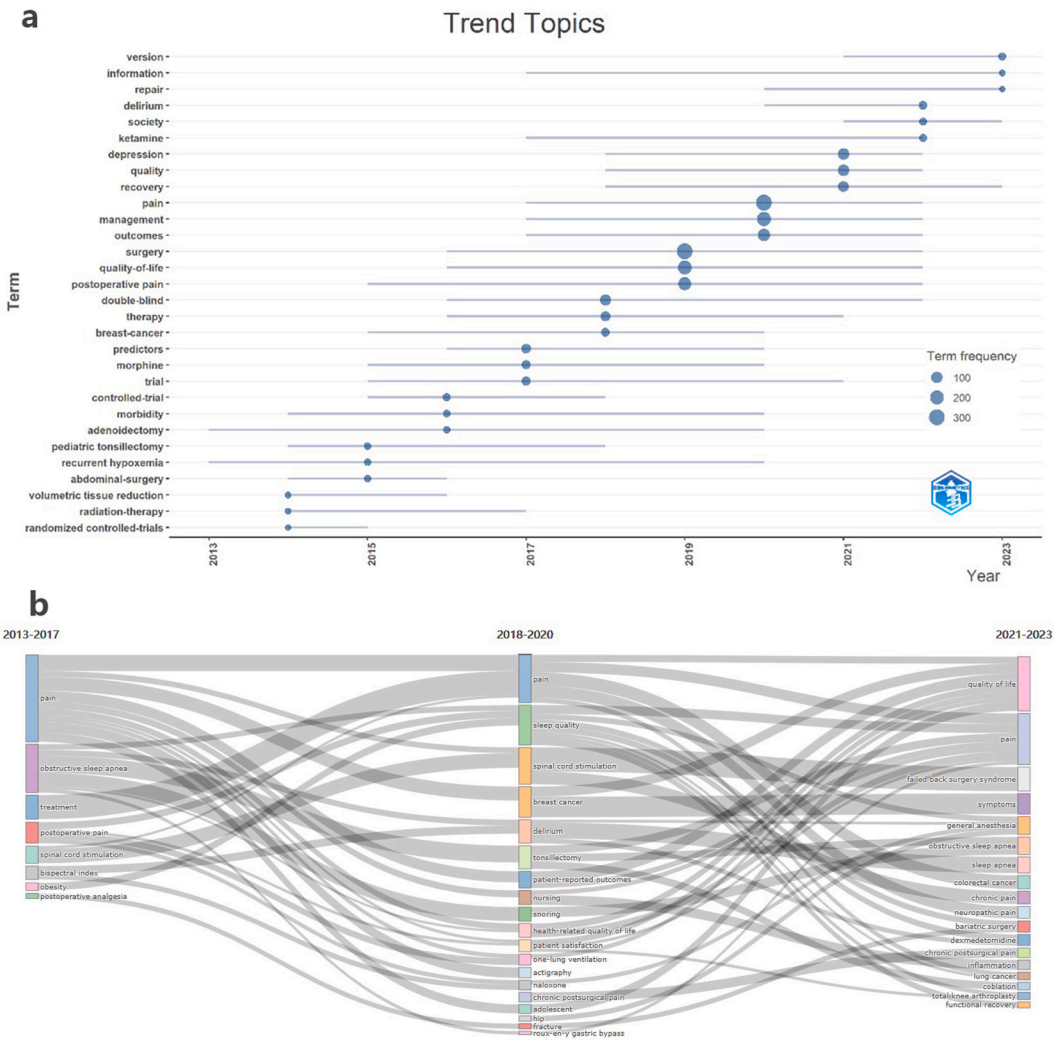 a
Trend Topics
version
information
repair
delirium
society
ketamine
depression
quality
recovery
pain
management
outcomes
surgery
quality-of-life
postoperative pain
double-blind
therapy
breast-cancer
predictors
morphine
trial
controlled-trial
morbidity
adenoidectomy
pediatric tonsillectomy
recurrent hypoxemia
abdominal-surgery
volumetric tissue reduction
radiation-therapy
randomized controlled-trials
Term
Term frequency
100
200
300
2013
2015
2017
2019
2021
2023
Year
b
2013-2017
2018-2020
2021-2023
pain
obstructive sleep apnea
treatment
postoperative pain
spinal cord stimulation
bispectral index
obesity
postoperative analgesia
pain
sleep quality
spinal cord stimulation
breast cancer
delirium
tonsillectomy
patient-reported outcomes
nursing
snoring
health-related quality of life
patient satisfaction
one-lung ventilation
actigraphy
naloxone
chronic postsurgical pain
adolescent
hip
fracture
roux-en-y gastric bypass
quality of life
pain
failed back surgery syndrome
symptoms
general anesthesia
obstructive sleep apnea
sleep apnea
colorectal cancer
chronic pain
neuropathic pain
bariatric surgery
dexmedetomidine
chronic postsurgical pain
inflammation
lung cancer
coblation
total knee arthroplasty
functional recovery